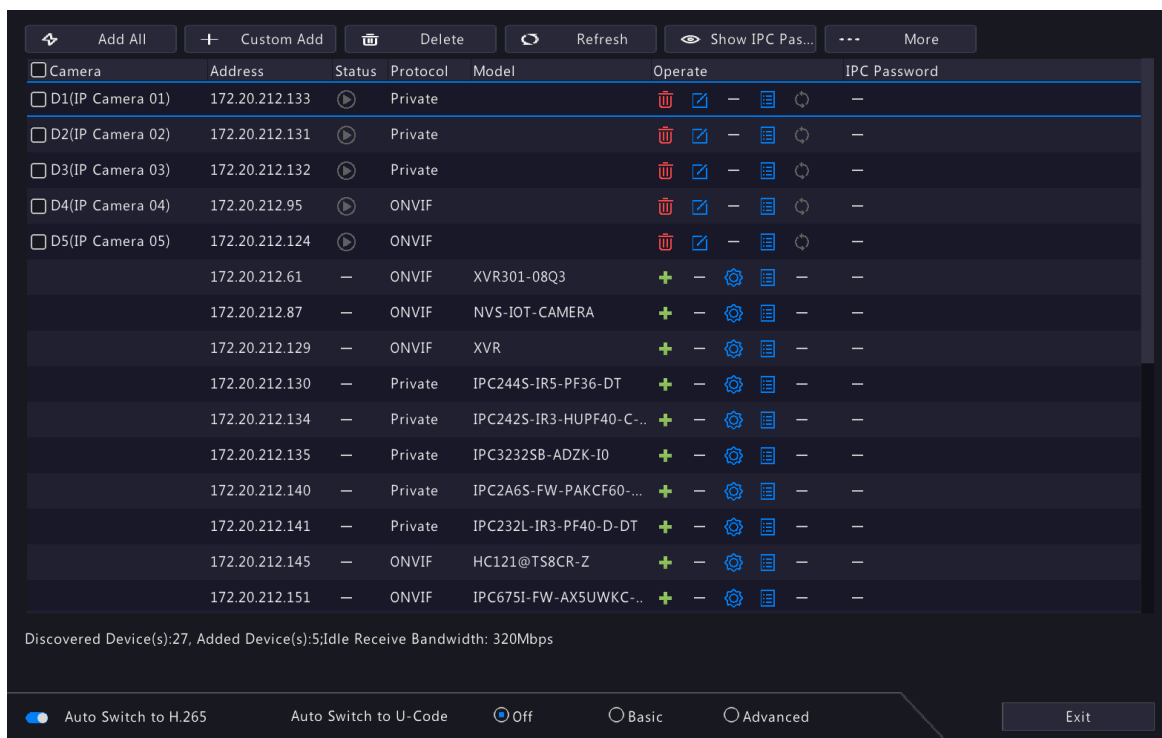 Add All Custom Add Delete Refresh Show IPC Pas... More
Camera Address Status Protocol Model Operate IPC Password
D1(IP Camera 01) 172.20.212.133 Private — —
D2(IP Camera 02) 172.20.212.131 Private — —
D3(IP Camera 03) 172.20.212.132 Private — —
D4(IP Camera 04) 172.20.212.95 ONVIF — —
D5(IP Camera 05) 172.20.212.124 ONVIF — —
172.20.212.61 — ONVIF XVR301-08Q3 — — —
172.20.212.87 — ONVIF NVS-IOT-CAMERA — — —
172.20.212.129 — ONVIF XVR — — —
172.20.212.130 — Private IPC244S-IR5-PF36-DT — — —
172.20.212.134 — Private IPC242S-IR3-HUPF40-C-.. — — —
172.20.212.135 — Private IPC3232SB-ADZK-I0 — — —
172.20.212.140 — Private IPC2A6S-FW-PAKCF60-... — — —
172.20.212.141 — Private IPC232L-IR3-PF40-D-DT — — —
172.20.212.145 — ONVIF HC121@TS8CR-Z — — —
172.20.212.151 — ONVIF IPC675I-FW-AX5UWKC-.. — — —
Discovered Device(s):27, Added Device(s):5;Idle Receive Bandwidth: 320Mbps
Auto Switch to H.265 Auto Switch to U-Code Off Basic Advanced Exit